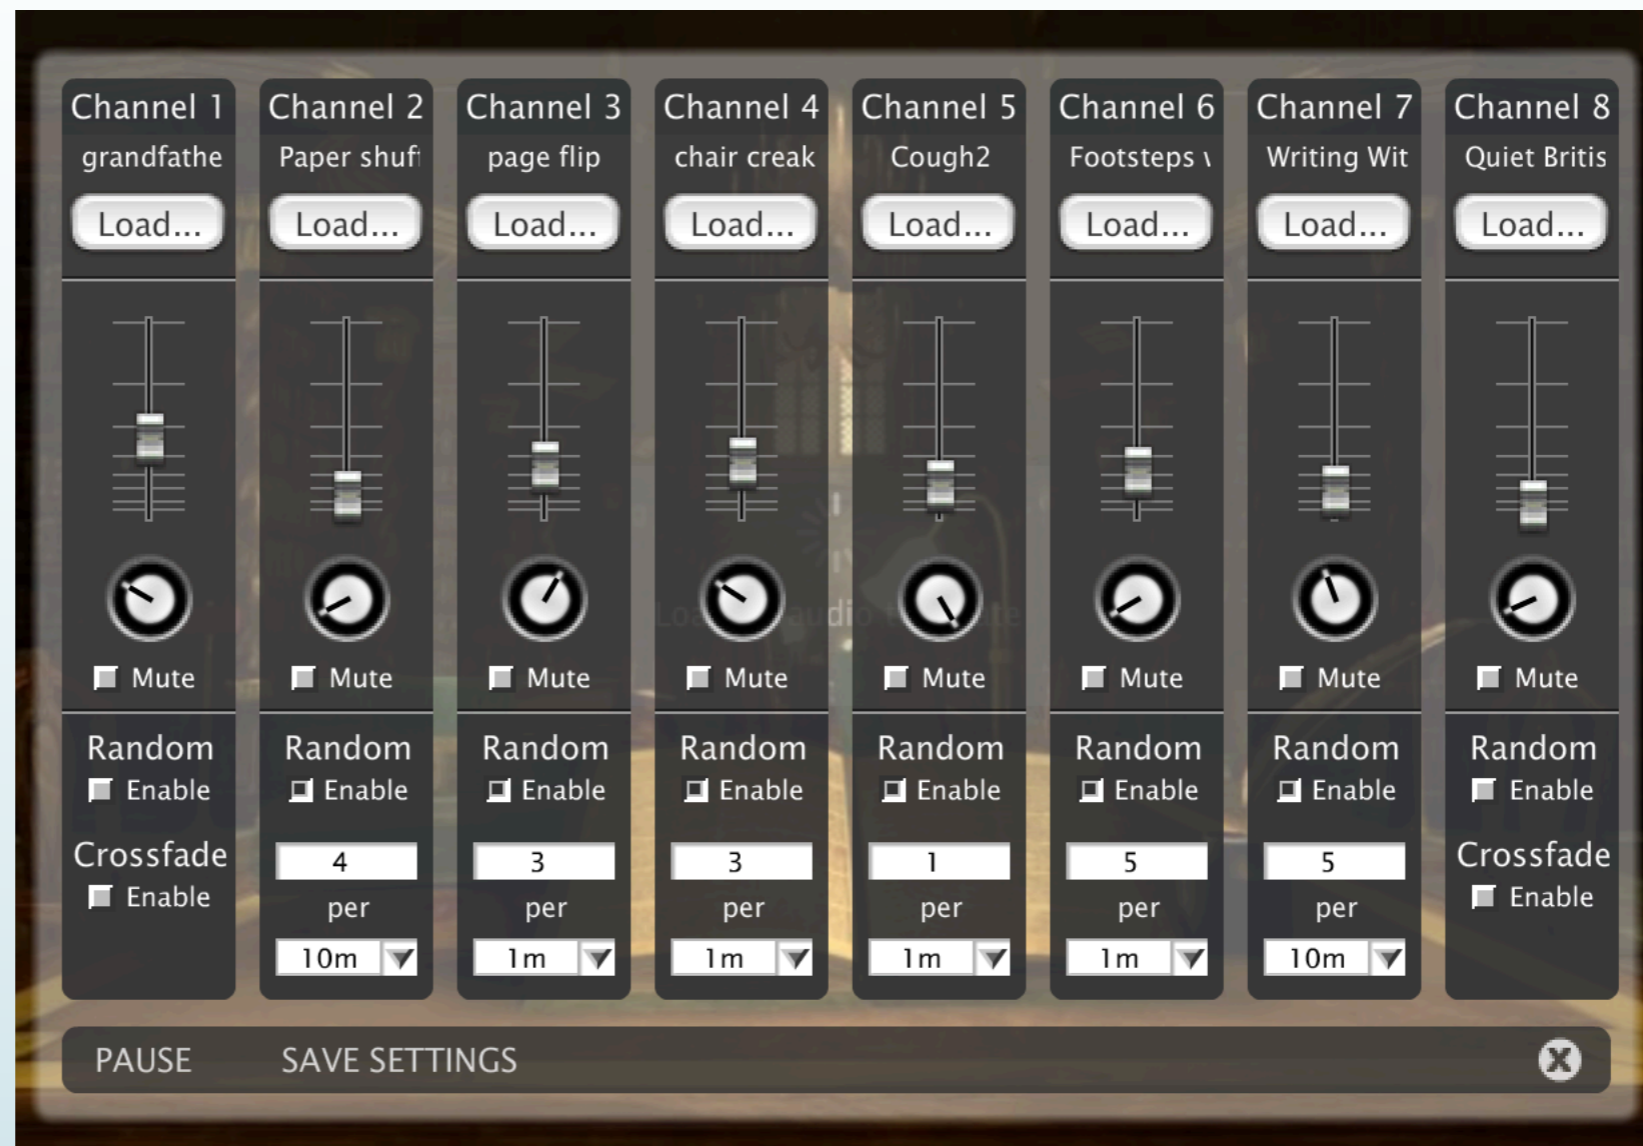 Channel 1
grandfathe
Load...
Mute
Random
Enable
Crossfade
Enable
Channel 2
Paper shuf
Load...
Mute
Random
Enable
4
per
10m
Channel 3
page flip
Load...
Mute
Random
Enable
3
per
1m
Channel 4
chair creak
Load...
Mute
Random
Enable
3
per
1m
Channel 5
Cough2
Load...
Mute
Random
Enable
1
per
1m
Channel 6
Footsteps
Load...
Mute
Random
Enable
5
per
1m
Channel 7
Writing Wit
Load...
Mute
Random
Enable
5
per
10m
Channel 8
Quiet Britis
Load...
Mute
Random
Enable
Crossfade
Enable
audio
PAUSE
SAVE SETTINGS
X